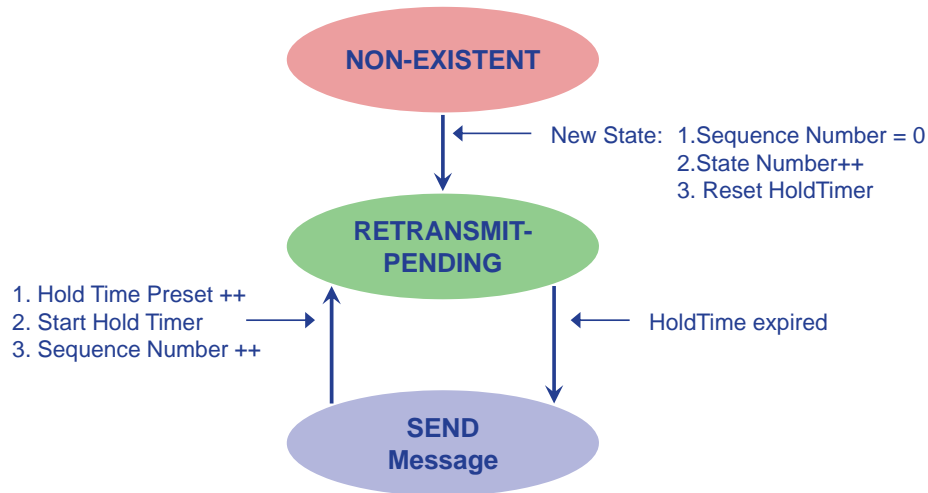 NON-EXISTENT
New State: 1.Sequence Number = 0
2.State Number++
3. Reset HoldTimer
RETRANSMIT-
PENDING
1. Hold Time Preset ++
2. Start Hold Timer
3. Sequence Number ++
HoldTime expired
SEND
Message